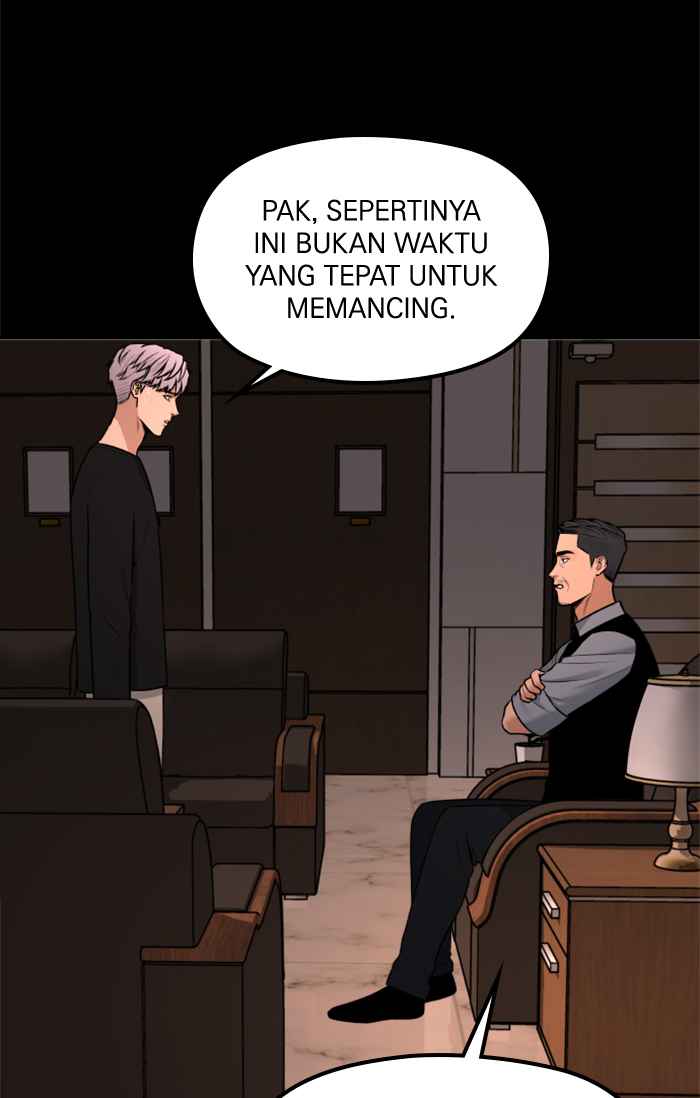 PAK, SEPERTINYA
INI BUKAN WAKTU
YANG TEPAT UNTUK
MEMANCING.